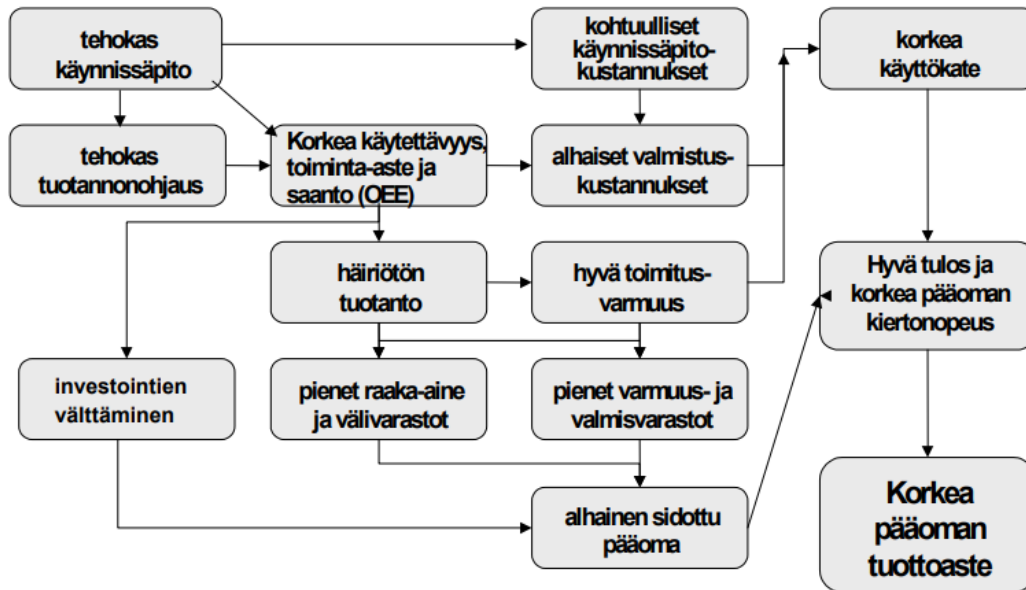 tehokas
käynnissäpito
kohtuulliset
käynnissäpito-
kustannukset
korkea
käyttökate
tehokas
tuotannonohjaus
Korkea käytettävyys,
toiminta-aste ja
saanto (OEE)
alhaiset valmistus-
kustannukset
häiriötön
tuotanto
hyvä toimitus-
varmuus
Hyvä tulos ja
korkea pääoman
kiertonopeus
investointien
välttäminen
pienet raaka-aine
ja välivarastot
pienet varmuus- ja
valmisvarastot
alhainen sidottu
pääoma
Korkea
pääoman
tuottoaste